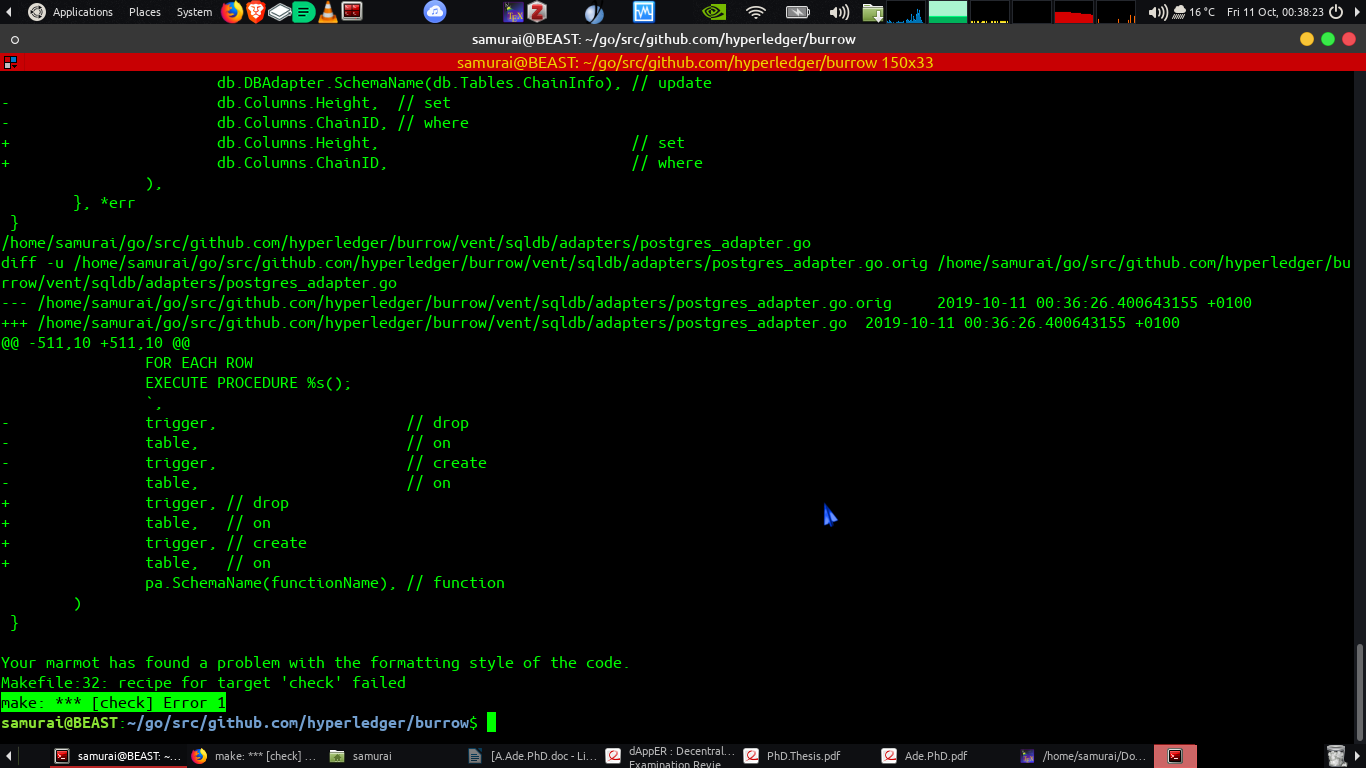 Applications Places System 16 °C Fri 11 Oct, 00:38:23
samurai@BEAST: ~/go/src/github.com/hyperledger/burrow
samurai@BEAST: ~/go/src/github.com/hyperledger/burrow 150x33
db.DBAdapter.SchemaName(db.Tables.ChainInfo), // update
- db.Columns.Height, // set
- db.Columns.ChainID, // where
+ db.Columns.Height, // set
+ db.Columns.ChainID, // where
),
}, *err
}
/home/samurai/go/src/github.com/hyperledger/burrow/vent/sqldb/adapters/postgres_adapter.go
diff -u /home/samurai/go/src/github.com/hyperledger/burrow/vent/sqldb/adapters/postgres_adapter.go.orig /home/samurai/go/src/github.com/hyperledger/bu
rrow/vent/sqldb/adapters/postgres_adapter.go
--- /home/samurai/go/src/github.com/hyperledger/burrow/vent/sqldb/adapters/postgres_adapter.go.orig 2019-10-11 00:36:26.400643155 +0100
+++ /home/samurai/go/src/github.com/hyperledger/burrow/vent/sqldb/adapters/postgres_adapter.go 2019-10-11 00:36:26.400643155 +0100
@@ -511,10 +511,10 @@
FOR EACH ROW
EXECUTE PROCEDURE %s();
`,
- trigger, // drop
- table, // on
- trigger, // create
- table, // on
+ trigger, // drop
+ table, // on
+ trigger, // create
+ table, // on
pa.SchemaName(functionName), // function
)
}
Your marmot has found a problem with the formatting style of the code.
Makefile:32: recipe for target 'check' failed
make: *** [check] Error 1
samurai@BEAST:~/go/src/github.com/hyperledger/burrow$
samurai@BEAST: ~... make: *** [check] ... samurai [A.Ade.PhD.doc - Li... dAppER : Decentral... Examination Revie... PhD.Thesis.pdf Ade.PhD.pdf /home/samurai/Do...